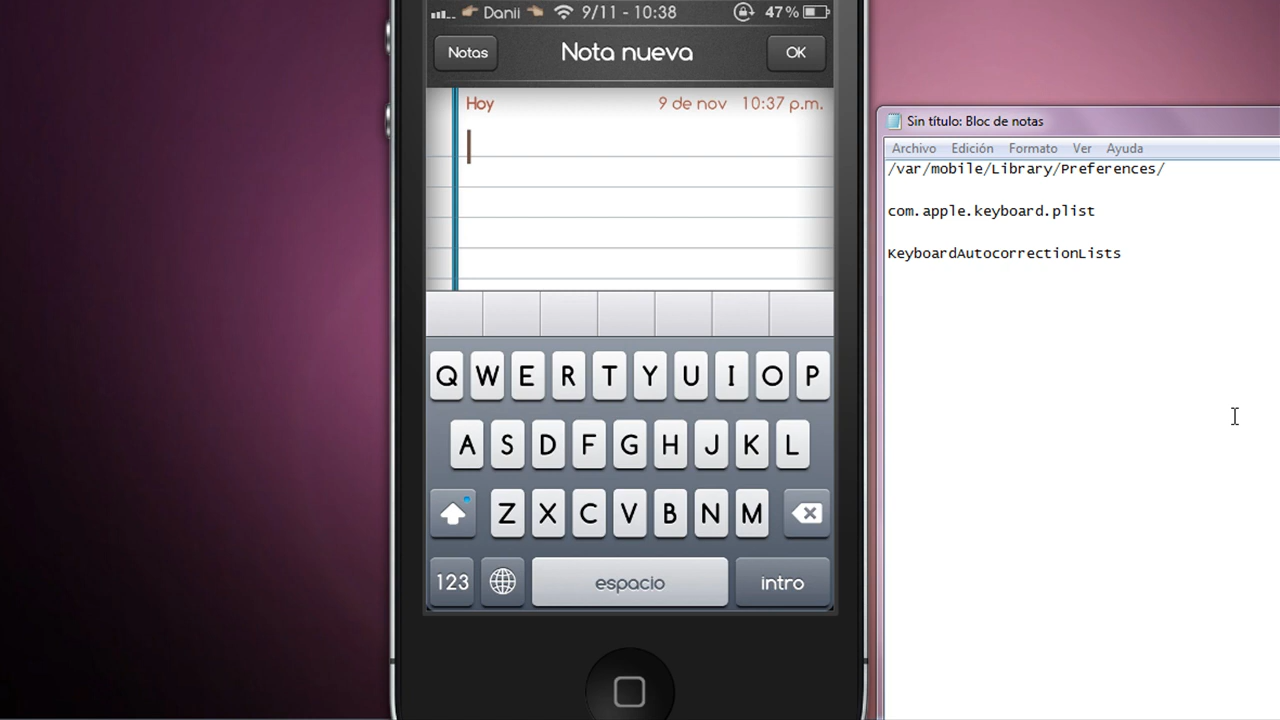 Danii 9/11 - 10:38 47%
Notas Nota nueva OK
Hoy 9 de nov 10:37 p.m.
Q W E R T Y U I O P
A S D F G H J K L
Z X C V B N M
123 espacio intro
Sin título: Bloc de notas
Archivo Edición Formato Ver Ayuda
/var/mobile/Library/Preferences/
com.apple.keyboard.plist
KeyboardAutocorrectionLists